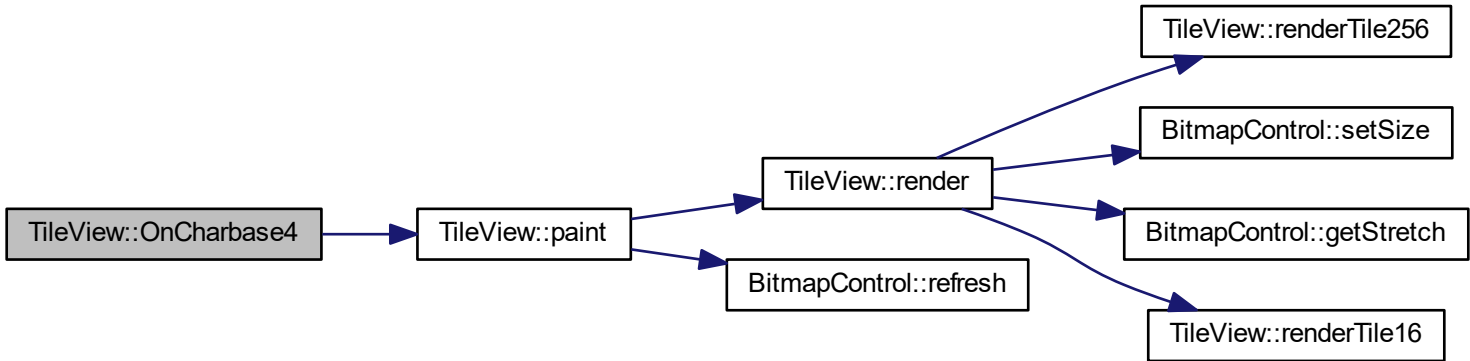 TileView::renderTile256
BitmapControl::setSize
TileView::render
TileView::OnCharbase4
TileView::paint
BitmapControl::getStretch
BitmapControl::refresh
TileView::renderTile16